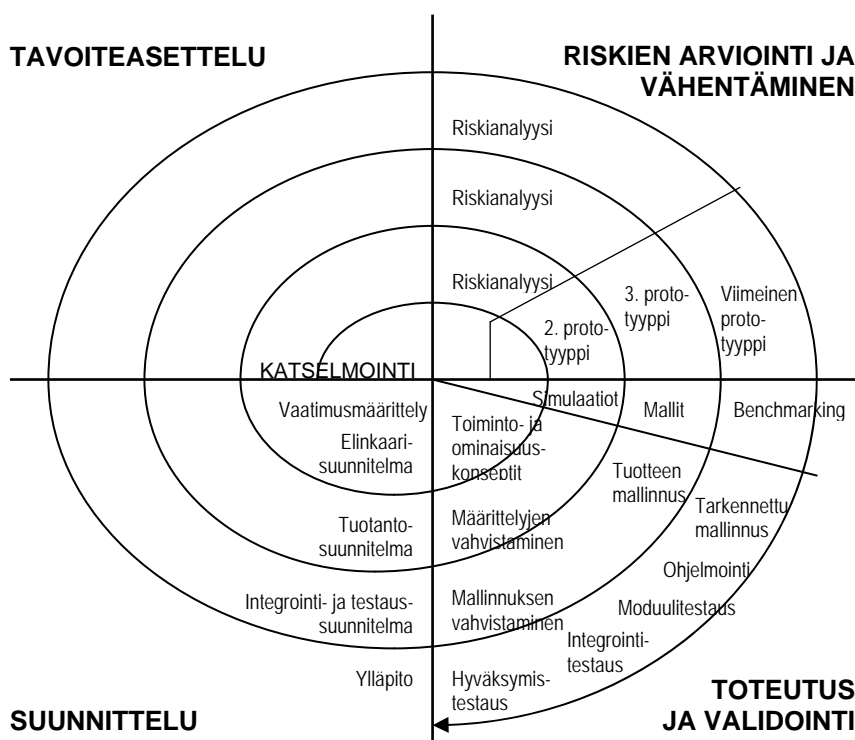 TAVOITEASETTELU
RISKIEN ARVIOINTI JA
VÄHENTÄMINEN
Riskianalyysi
Riskianalyysi
Riskianalyysi
2. proto-
tyyppi
3. proto-
tyyppi
Viimeinen
proto-
tyyppi
KATSELMOINTI
Simulaatiot
Mallit
Benchmarking
Vaatimusmäärittely
Elinkaari-
suunnitelma
Toiminto- ja
ominaisuus-
konseptit
Tuotteen
mallinnus
Tarkennettu
mallinnus
Tuotanto-
suunnitelma
Määrittelyjen
vahvistaminen
Ohjelmointi
Moduulitestaus
Integrointi- ja testaus-
suunnitelma
Mallinnuksen
vahvistaminen
Integrointi-
testaus
Ylläpito
Hyväksymis-
testaus
SUUNNITTELU
TOTEUTUS
JA VALIDOINTI